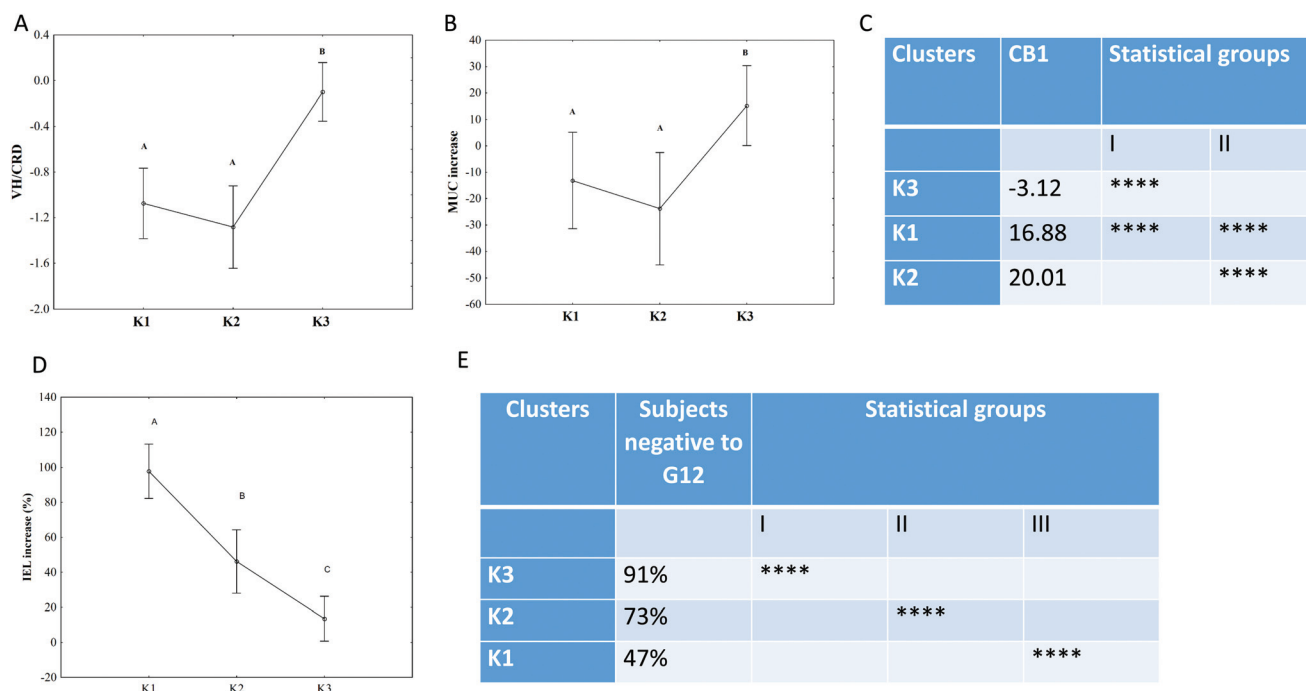 A
0.4
0.0
-0.4
-0.8
-1.2
-1.6
-2.0
VH/CRD
A
A
B
K1 K2 K3
B
40
30
20
10
0
-10
-20
-30
-40
-50
-60
MUC increase
A
A
B
K1 K2 K3
C
Clusters CB1 Statistical groups
I II
K3 -3.12 ****
K1 16.88 **** ****
K2 20.01 ****
D
140
120
100
80
60
40
20
0
-20
IEL increase (%)
A
B
C
K1 K2 K3
E
Clusters Subjects Statistical groups
negative to
G12
I II III
K3 91% ****
K2 73% ****
K1 47% ****